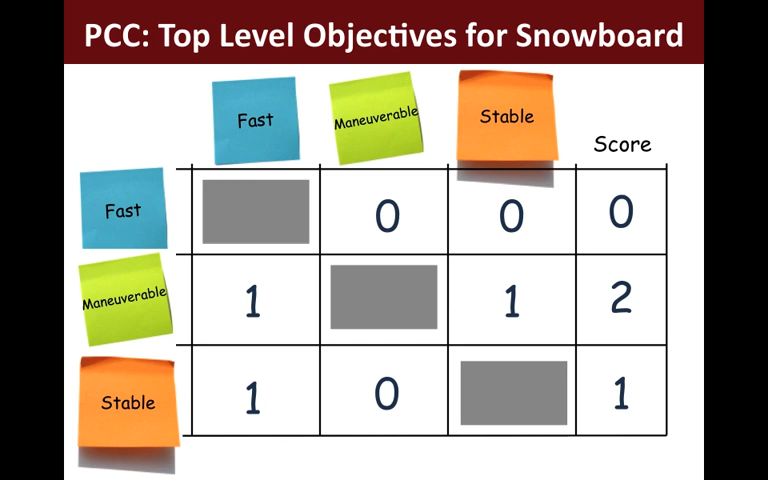 PCC: Top Level Objectives for Snowboard
Fast Maneuverable Stable Score
Fast 0 0 0
Maneuverable 1 1 2
Stable 1 0 1